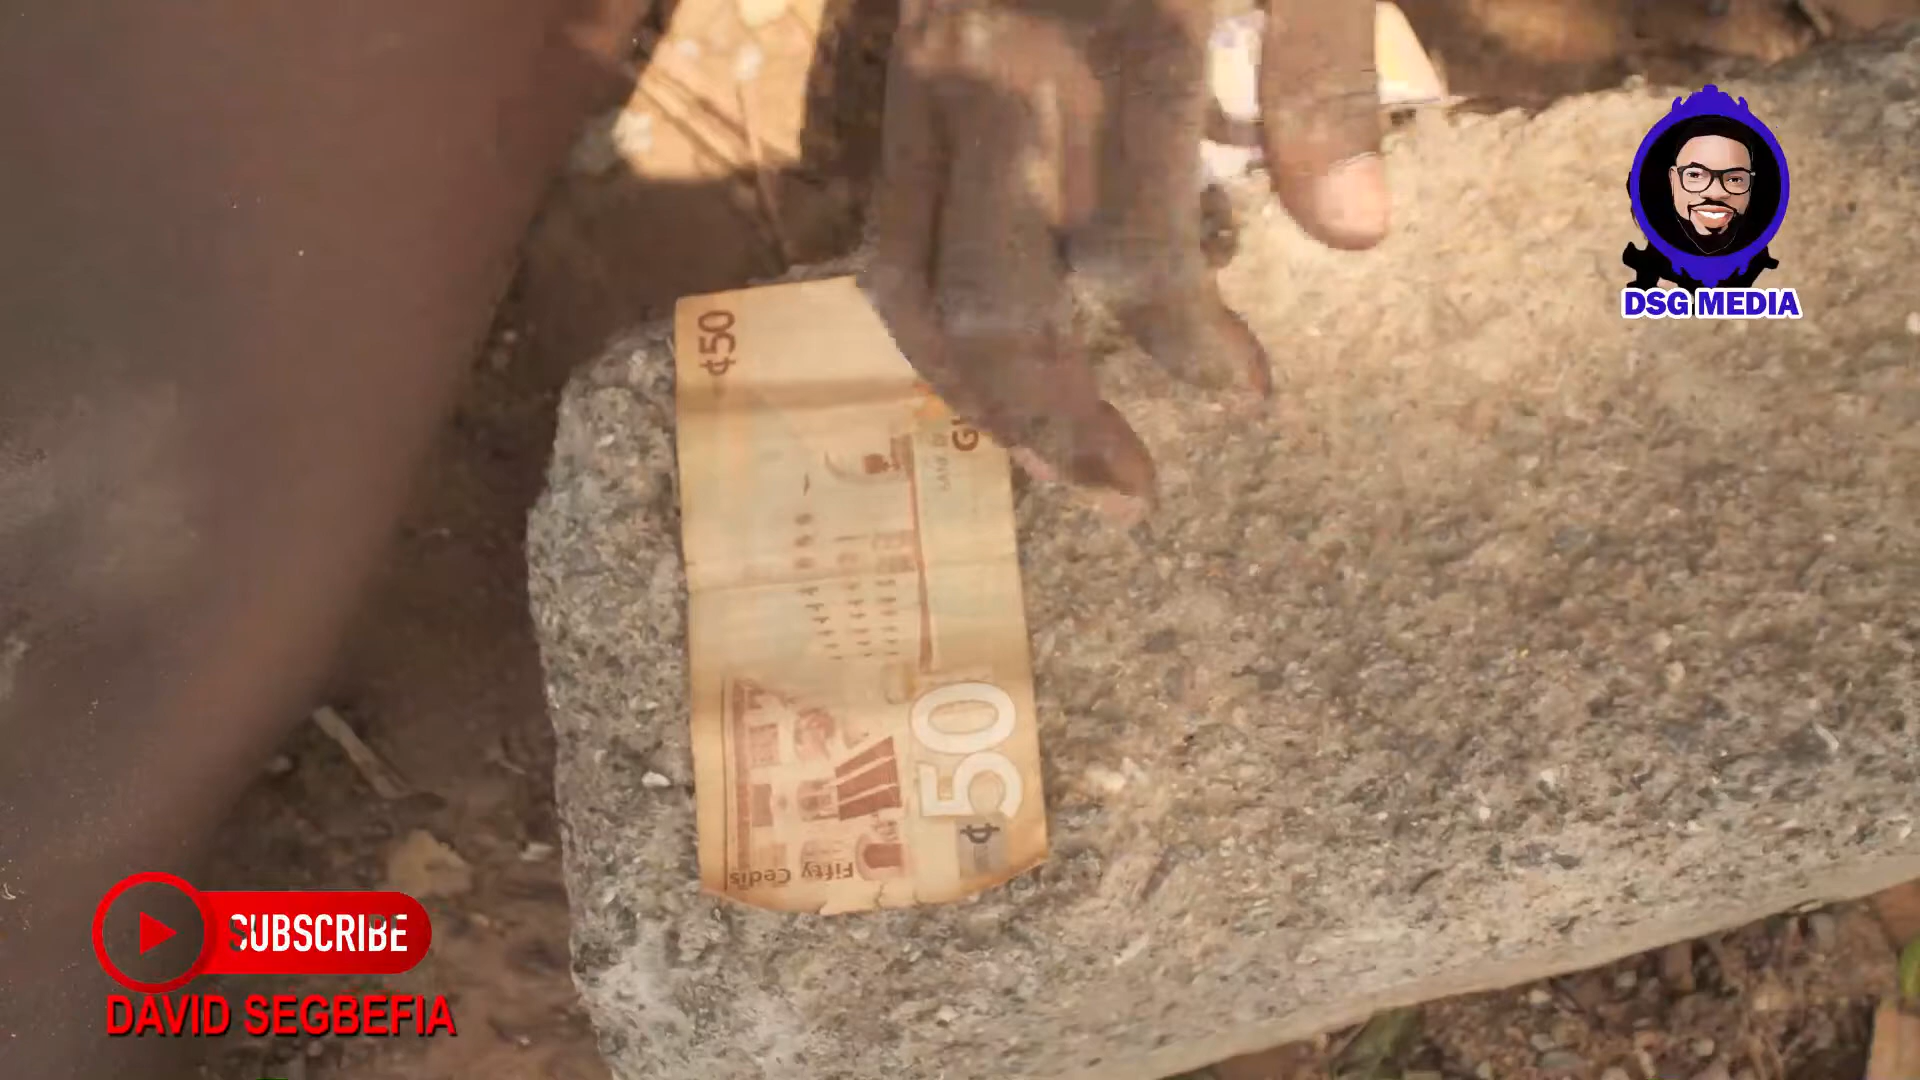 DSG MEDIA
₵50
50
₵
Fifty Cedis
SUBSCRIBE
DAVID SEGBEFIA